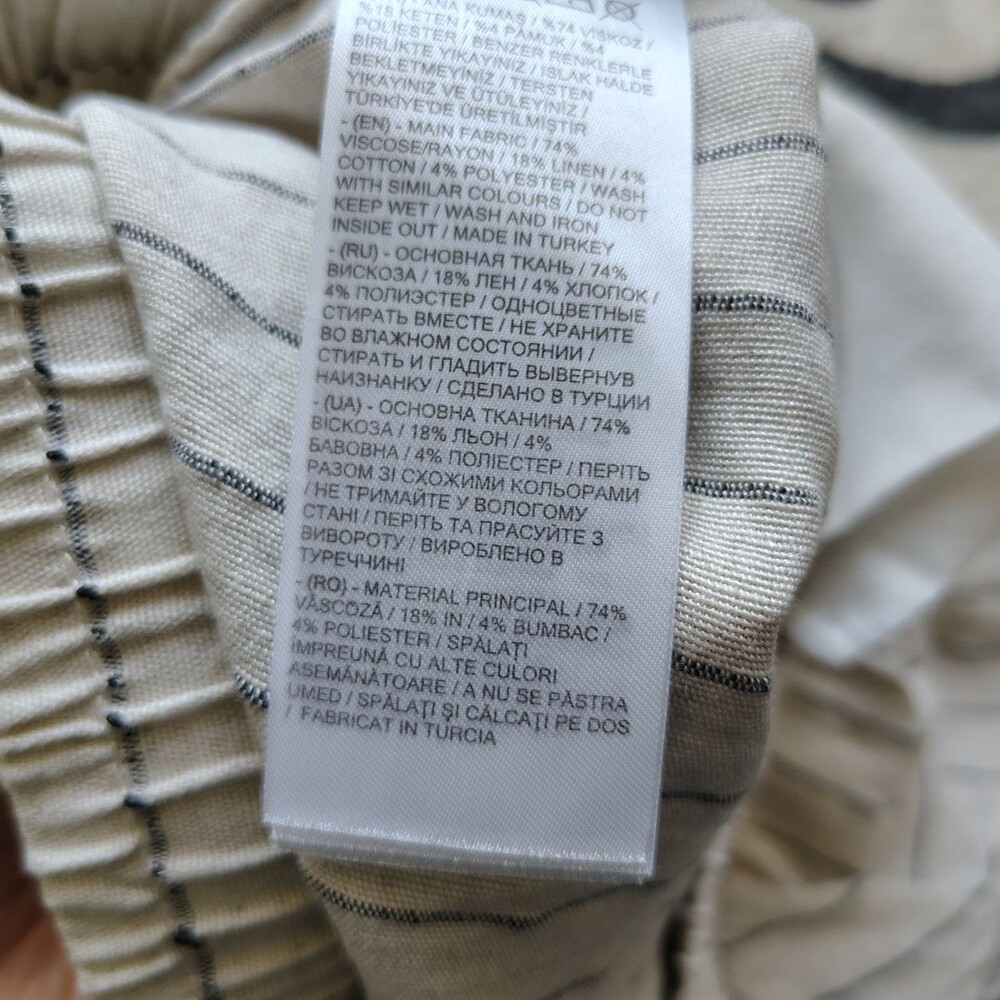 ANA KUMAŞ / %74 VİSKOZ /
%18 KETEN / %4 PAMUK / %4
POLİESTER / BENZER RENKLERLE
BİRLİKTE YIKAYINIZ / ISLAK HALDE
BEKLETMEYİNİZ / TERSTEN
YIKAYINIZ VE ÜTÜLEYİNİZ /
TÜRKİYE'DE ÜRETİLMİŞTİR
- (EN) - MAIN FABRIC / 74%
VISCOSE/RAYON / 18% LINEN / 4%
COTTON / 4% POLYESTER / WASH
WITH SIMILAR COLOURS / DO NOT
KEEP WET / WASH AND IRON
INSIDE OUT / MADE IN TURKEY
- (RU) - ОСНОВНАЯ ТКАНЬ / 74%
ВИСКОЗА / 18% ЛЕН / 4% ХЛОПОК /
4% ПОЛИЭСТЕР / ОДНОЦВЕТНЫЕ
СТИРАТЬ ВМЕСТЕ / НЕ ХРАНИТЕ
ВО ВЛАЖНОМ СОСТОЯНИИ /
СТИРАТЬ И ГЛАДИТЬ ВЫВЕРНУВ
НАИЗНАНКУ / СДЕЛАНО В ТУРЦИИ
- (UA) - ОСНОВНА ТКАНИНА / 74%
ВІСКОЗА / 18% ЛЬОН / 4%
БАВОВНА / 4% ПОЛІЕСТЕР / ПЕРІТЬ
РАЗОМ ЗІ СХОЖИМИ КОЛЬОРАМИ
/ НЕ ТРИМАЙТЕ У ВОЛОГОМУ
СТАНІ / ПЕРІТЬ ТА ПРАСУЙТЕ З
ВИВОРОТУ / ВИРОБЛЕНО В
ТУРЕЧЧИНІ
- (RO) - MATERIAL PRINCIPAL / 74%
VÂSCOZĂ / 18% IN / 4% BUMBAC /
4% POLIESTER / SPĂLAȚI
ÎMPREUNĂ CU ALTE CULORI
ASEMĂNĂTOARE / A NU SE PĂSTRA
UMED / SPĂLAȚI ȘI CĂLCAȚI PE DOS
/ FABRICAT IN TURCIA